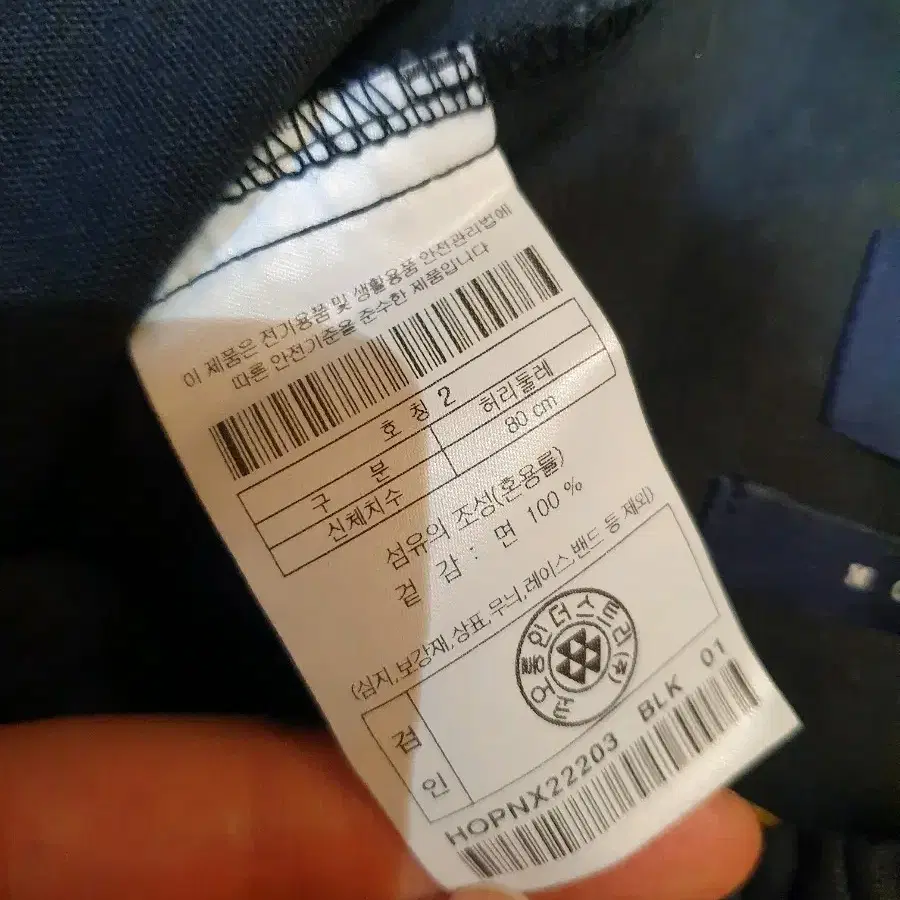 이 제품은 전기용품 및 생활용품 안전관리법에
따른 안전기준을 준수한 제품입니다
호 칭 2
구 분 허리둘레
신체치수 80 cm
섬유의 조성(혼용률)
겉 감 : 면 100 %
(심지,보강재,상표,무늬,레이스,밴드 등 제외)
검
인
쌍용인더스트리(주)
HOPNX22203 BLK 01